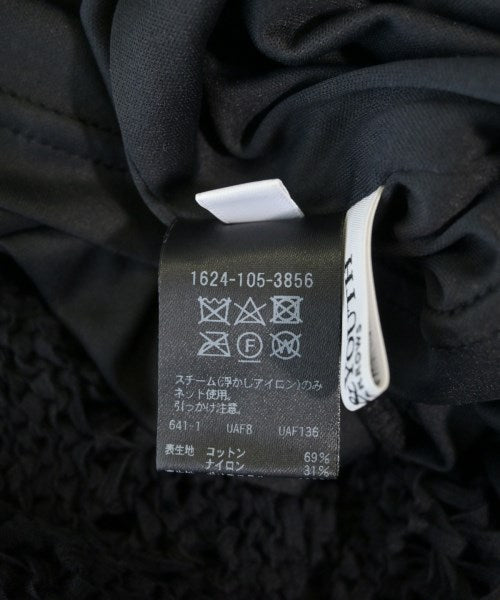 1624-105-3856
F W
スチーム(浮かしアイロン)のみ
ネット使用。
引っかけ注意。
641-1 UAF8 UAF136
表生地 コットン 69%
ナイロン 31%